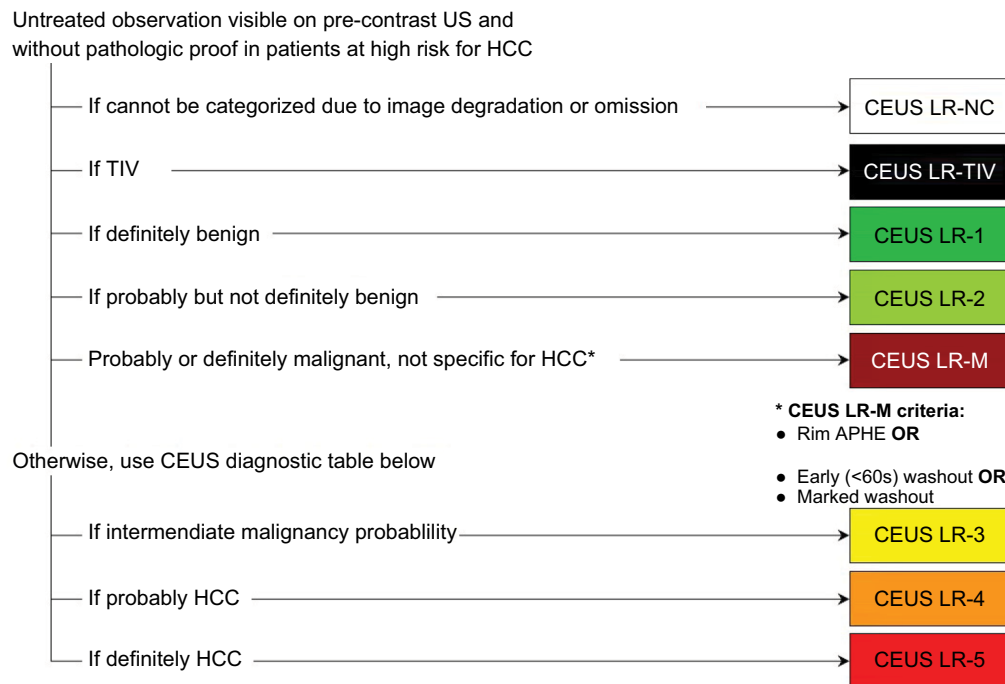 Untreated observation visible on pre-contrast US and
without pathologic proof in patients at high risk for HCC
If cannot be categorized due to image degradation or omission
CEUS LR-NC
If TIV
CEUS LR-TIV
If definitely benign
CEUS LR-1
If probably but not definitely benign
CEUS LR-2
Probably or definitely malignant, not specific for HCC*
CEUS LR-M
* CEUS LR-M criteria:
● Rim APHE OR
● Early (<60s) washout OR
● Marked washout
Otherwise, use CEUS diagnostic table below
If intermendiate malignancy probablility
CEUS LR-3
If probably HCC
CEUS LR-4
If definitely HCC
CEUS LR-5